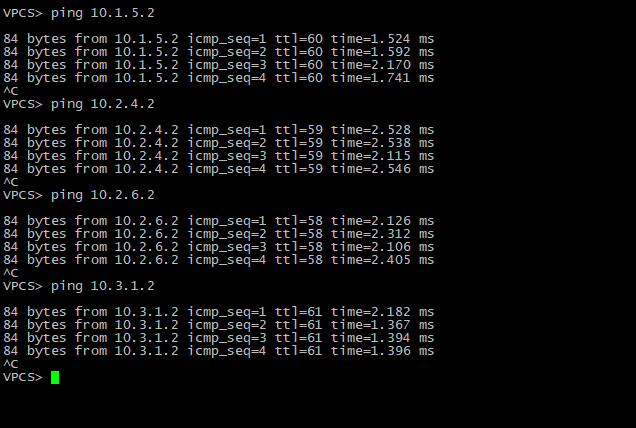 VPCS> ping 10.1.5.2
84 bytes from 10.1.5.2 icmp_seq=1 ttl=60 time=1.524 ms
84 bytes from 10.1.5.2 icmp_seq=2 ttl=60 time=1.592 ms
84 bytes from 10.1.5.2 icmp_seq=3 ttl=60 time=2.170 ms
84 bytes from 10.1.5.2 icmp_seq=4 ttl=60 time=1.741 ms
^C
VPCS> ping 10.2.4.2
84 bytes from 10.2.4.2 icmp_seq=1 ttl=59 time=2.528 ms
84 bytes from 10.2.4.2 icmp_seq=2 ttl=59 time=2.538 ms
84 bytes from 10.2.4.2 icmp_seq=3 ttl=59 time=2.115 ms
84 bytes from 10.2.4.2 icmp_seq=4 ttl=59 time=2.546 ms
^C
VPCS> ping 10.2.6.2
84 bytes from 10.2.6.2 icmp_seq=1 ttl=58 time=2.126 ms
84 bytes from 10.2.6.2 icmp_seq=2 ttl=58 time=2.312 ms
84 bytes from 10.2.6.2 icmp_seq=3 ttl=58 time=2.106 ms
84 bytes from 10.2.6.2 icmp_seq=4 ttl=58 time=2.405 ms
^C
VPCS> ping 10.3.1.2
84 bytes from 10.3.1.2 icmp_seq=1 ttl=61 time=2.182 ms
84 bytes from 10.3.1.2 icmp_seq=2 ttl=61 time=1.367 ms
84 bytes from 10.3.1.2 icmp_seq=3 ttl=61 time=1.394 ms
84 bytes from 10.3.1.2 icmp_seq=4 ttl=61 time=1.396 ms
^C
VPCS>